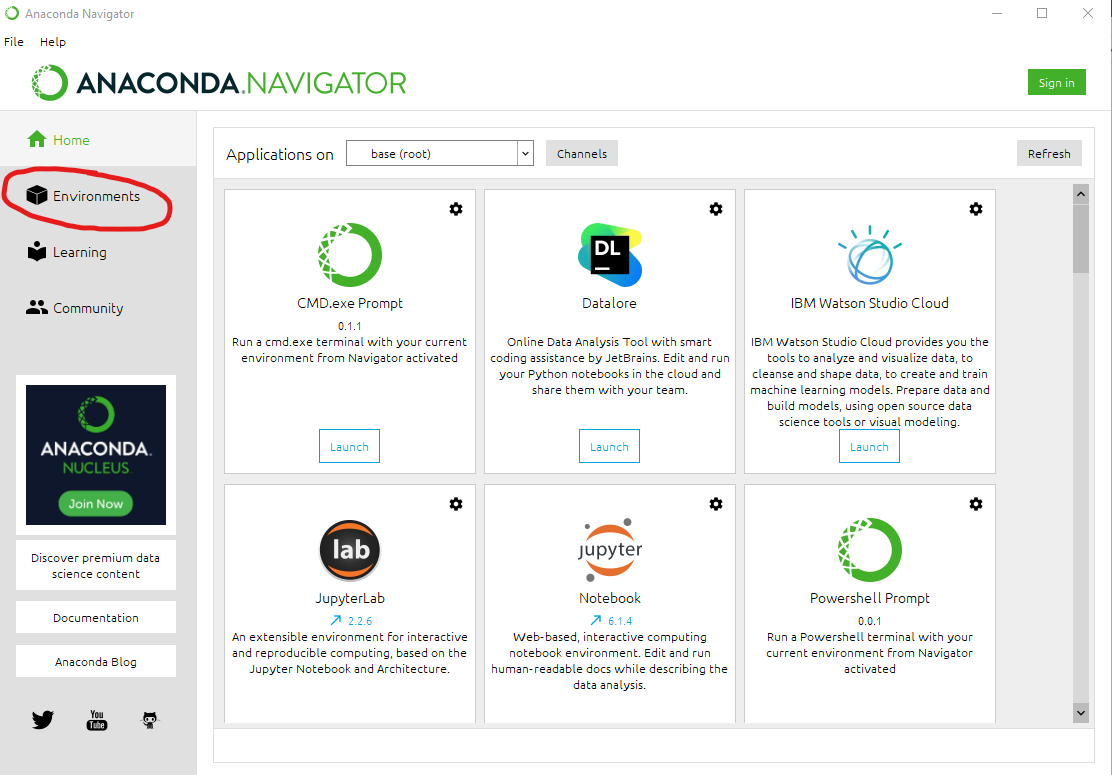 Anaconda Navigator
File Help
ANACONDA.NAVIGATOR
Sign in
Home
Environments
Learning
Community
ANACONDA.
NUCLEUS
Join Now
Discover premium data
science content
Documentation
Anaconda Blog
You
Tube
Applications on
base (root)
Channels
Refresh
CMD.exe Prompt
0.1.1
Run a cmd.exe terminal with your current
environment from Navigator activated
Launch
DL
Datalore
Online Data Analysis Tool with smart
coding assistance by JetBrains. Edit and run
your Python notebooks in the cloud and
share them with your team.
Launch
IBM Watson Studio Cloud
IBM Watson Studio Cloud provides you the
tools to analyze and visualize data, to
cleanse and shape data, to create and train
machine learning models. Prepare data and
build models, using open source data
science tools or visual modeling.
Launch
lab
JupyterLab
2.2.6
An extensible environment for interactive
and reproducible computing, based on the
Jupyter Notebook and Architecture.
jupyter
Notebook
6.1.4
Web-based, interactive computing
notebook environment. Edit and run
human-readable docs while describing the
data analysis.
Powershell Prompt
0.0.1
Run a Powershell terminal with your
current environment from Navigator
activated